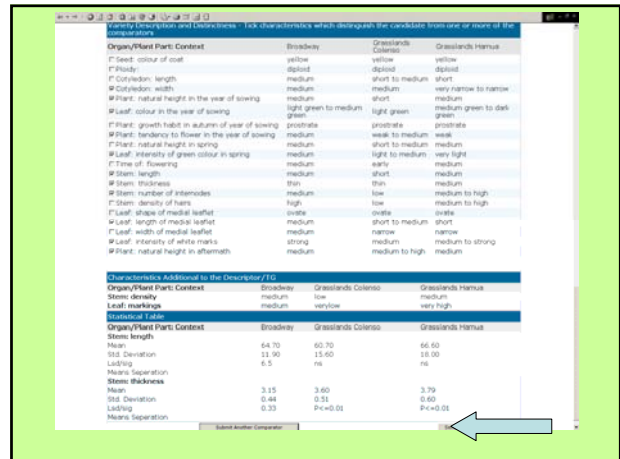 Variety Description and Distinctness - Tick characteristics which distinguish the candidate from one or more of the
comparators
Organ/Plant Part: Context Broadway Grasslands Colenso Grasslands Hamua
Seed: colour of coat yellow yellow yellow
Ploidy: diploid diploid diploid
Cotyledon: length medium short to medium short
Cotyledon: width medium medium very narrow to narrow
Plant: natural height in the year of sowing medium short medium
Leaf: colour in the year of sowing light green to medium green light green medium green to dark green
Plant: growth habit in autumn of year of sowing prostrate prostrate prostrate
Plant: tendency to flower in the year of sowing medium weak to medium weak
Plant: natural height in spring medium short to medium short
Leaf: intensity of green colour in spring medium light to medium very light
Time of: flowering medium early medium
Stem: length medium short medium
Stem: thickness thin thin medium
Stem: number of internodes medium low medium to high
Stem: density of hairs high low medium to high
Leaf: shape of medial leaflet ovate ovate ovate
Leaf: length of medial leaflet medium short to medium short
Leaf: width of medial leaflet medium narrow narrow
Leaf: intensity of white marks strong medium medium to strong
Plant: natural height in aftermath medium medium to high medium
Characteristics Additional to the Descriptor/TG
Organ/Plant Part: Context Broadway Grasslands Colenso Grasslands Hamua
Stem: density medium low medium
Leaf: markings medium verylow very high
Statistical Table
Organ/Plant Part: Context Broadway Grasslands Colenso Grasslands Hamua
Stem: length
Mean 64.70 60.70 66.60
Std. Deviation 11.90 15.60 18.00
Lsd/sig 6.5 ns ns
Means Seperation
Stem: thickness
Mean 3.15 3.60 3.79
Std. Deviation 0.44 0.51 0.60
Lsd/sig 0.33 P<=0.01 P<=0.01
Means Seperation
Submit Another Comparator